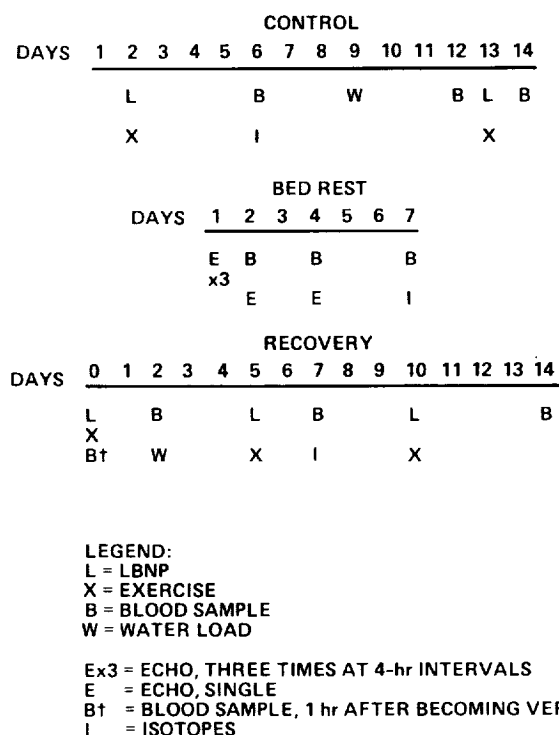 CONTROL
DAYS 1 2 3 4 5 6 7 8 9 10 11 12 13 14
L B W B L B
X I X
BED REST
DAYS 1 2 3 4 5 6 7
E B B B
x3
E E I
RECOVERY
DAYS 0 1 2 3 4 5 6 7 8 9 10 11 12 13 14
L B L B L B
X
B† W X I X
LEGEND:
L = LBNP
X = EXERCISE
B = BLOOD SAMPLE
W = WATER LOAD
Ex3 = ECHO, THREE TIMES AT 4-hr INTERVALS
E = ECHO, SINGLE
B† = BLOOD SAMPLE, 1 hr AFTER BECOMING
I = ISOTOPES